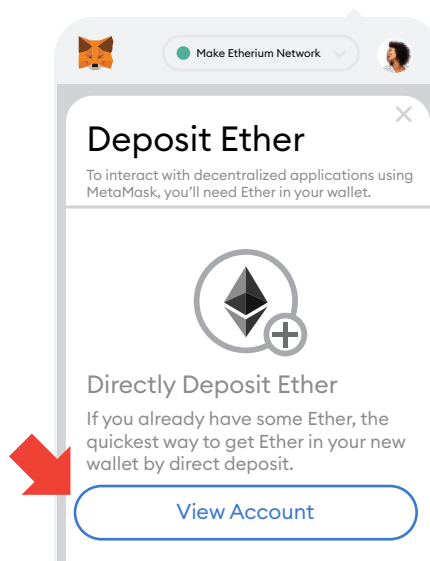 Make Etherium Network
Deposit Ether
To interact with decentralized applications using
MetaMask, you’ll need Ether in your wallet.
Directly Deposit Ether
If you already have some Ether, the
quickest way to get Ether in your new
wallet by direct deposit.
View Account